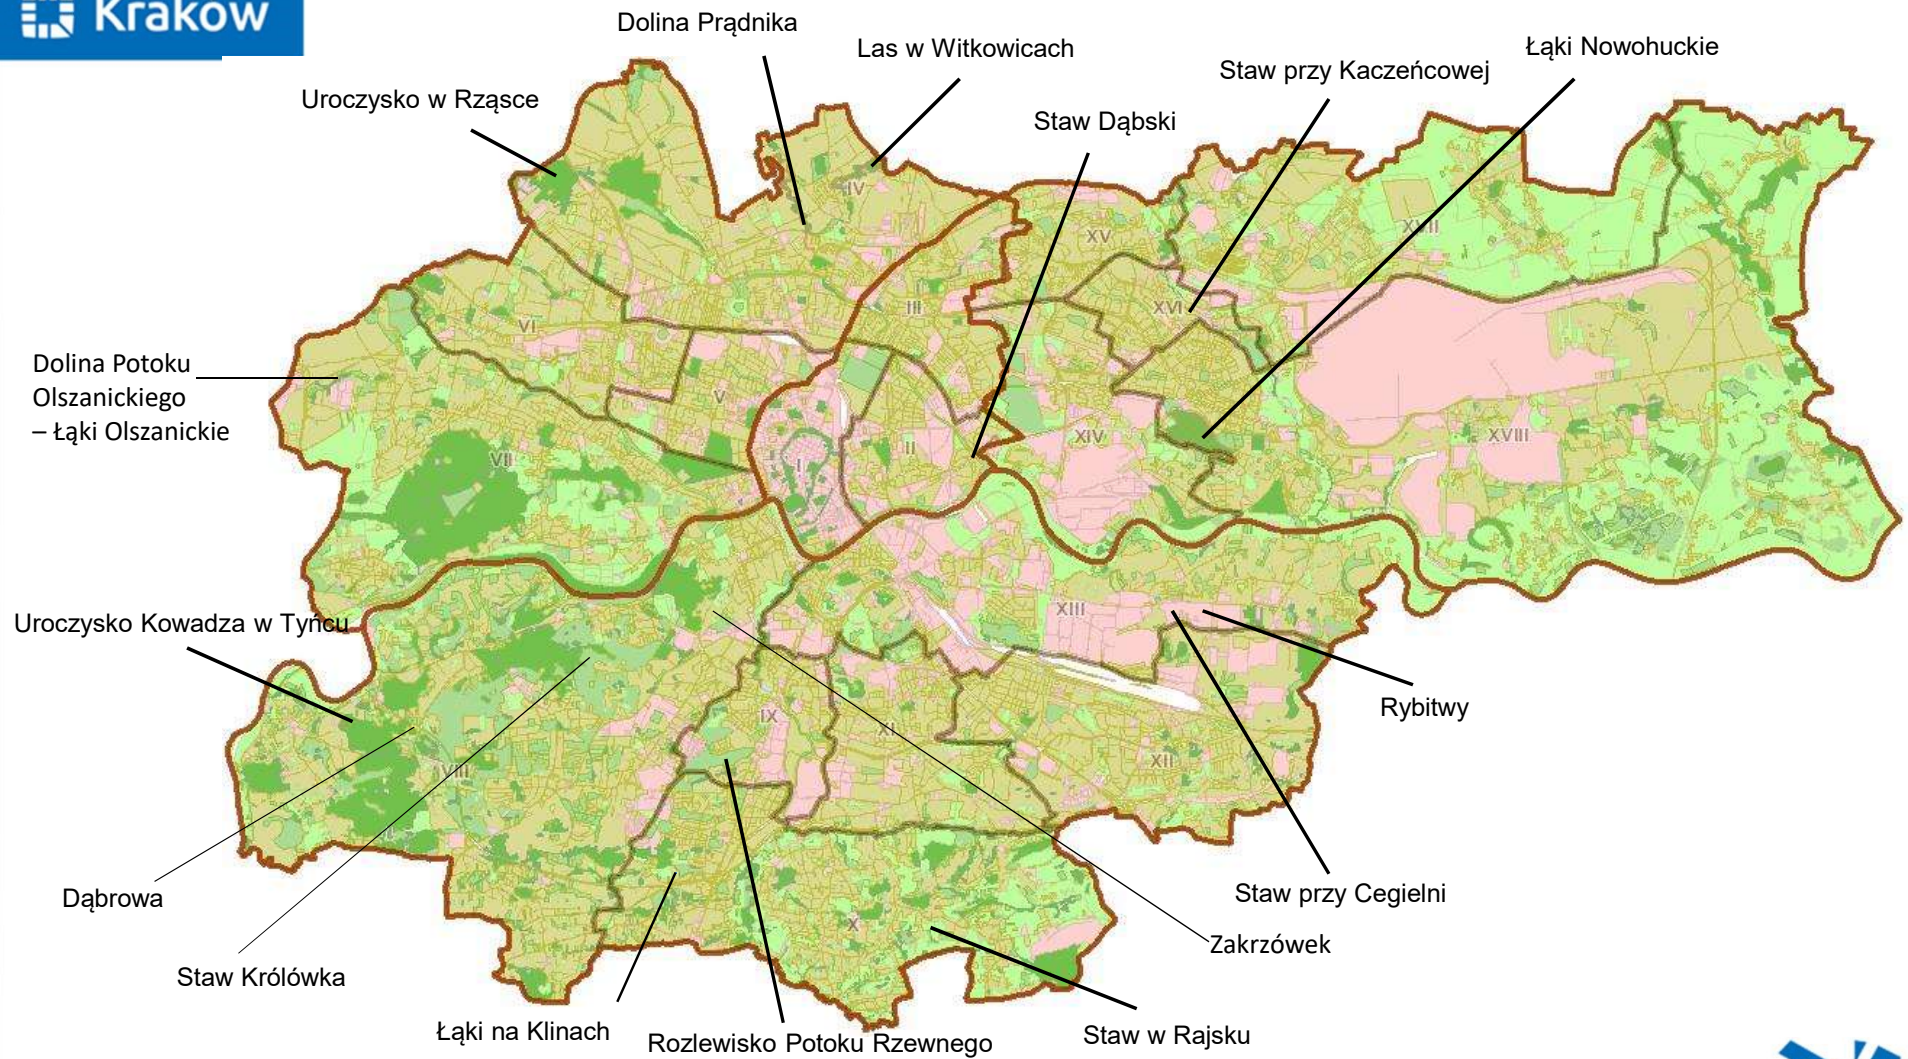 Kraków
Dolina Prądnika
Las w Witkowicach
Łąki Nowohuckie
Staw przy Kaczeńcowej
Uroczysko w Rząsce
Staw Dąbski
IV
XVII
XV
III
XVI
VI
Dolina Potoku
Olszanickiego
– Łąki Olszanickie
V
XIV
XVIII
II
VII
I
XIII
Uroczysko Kowadza w Tyńcu
Rybitwy
IX
XI
XII
VIII
Dąbrowa
Staw przy Cegielni
X
Zakrzówek
Staw Królówka
Łąki na Klinach
Rozlewisko Potoku Rzewnego
Staw w Rajsku